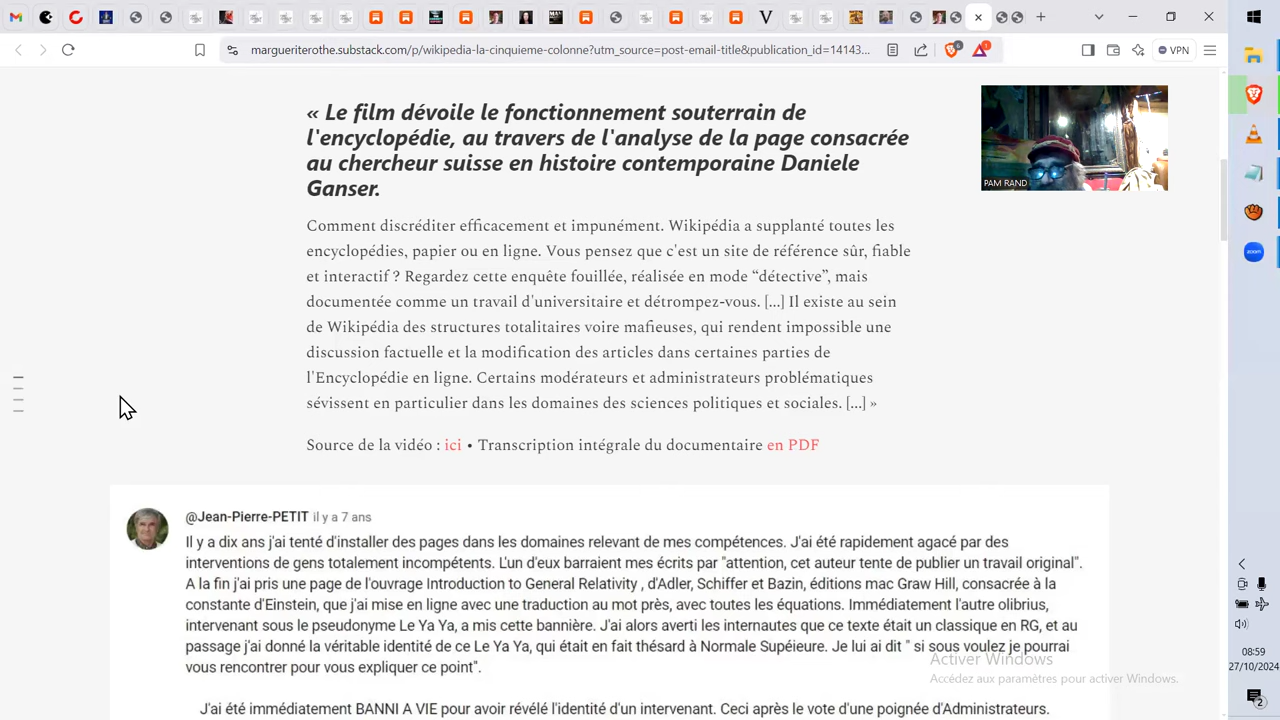 marguriterothe.substack.com/p/wikipedia-la-cinquieme-colonne?utm_source=post-email-title&publication_id=14143...
VPN
« Le film dévoile le fonctionnement souterrain de
l'encyclopédie, au travers de l'analyse de la page consacrée
au chercheur suisse en histoire contemporaine Daniele
Ganser.
PAM RAND
Comment discréditer efficacement et impunément. Wikipédia a supplanté toutes les
encyclopédies, papier ou en ligne. Vous pensez que c'est un site de référence sûr, fiable
et interactif ? Regardez cette enquête fouillée, réalisée en mode “détective”, mais
documentée comme un travail d'universitaire et détrompez-vous. [...] Il existe au sein
de Wikipédia des structures totalitaires voire mafieuses, qui rendent impossible une
discussion factuelle et la modification des articles dans certaines parties de
l'Encyclopédie en ligne. Certains modérateurs et administrateurs problématiques
sévissent en particulier dans les domaines des sciences politiques et sociales. [...] »
Source de la vidéo : ici • Transcription intégrale du documentaire en PDF
@Jean-Pierre-PETIT il y a 7 ans
Il y a dix ans j'ai tenté d'installer des pages dans les domaines relevant de mes compétences. J'ai été rapidement agacé par des
interventions de gens totalement incompétents. L'un d'eux barraient mes écrits par "attention, cet auteur tente de publier un travail original".
A la fin j'ai pris une page de l'ouvrage Introduction to General Relativity , d'Adler, Schiffer et Bazin, éditions mac Graw Hill, consacrée à la
constante d'Einstein, que j'ai mise en ligne avec une traduction au mot près, avec toutes les équations. Immédiatement l'autre olibrius,
intervenant sous le pseudonyme Le Ya Ya, a mis cette bannière. J'ai alors averti les internautes que ce texte était un classique en RG, et au
passage j'ai donné la véritable identité de ce Le Ya Ya, qui était en fait thésard à Normale Supéieure. Je lui ai dit " si vous voulez je pourrai
vous rencontrer pour vous expliquer ce point".
J'ai été immédiatement BANNI A VIE pour avoir révélé l'identité d'un intervenant. Ceci après le vote d'une poignée d'Administrateurs.
Activer Windows
Accédez aux paramètres pour activer Windows.
zoom
08:59
27/10/2024
2